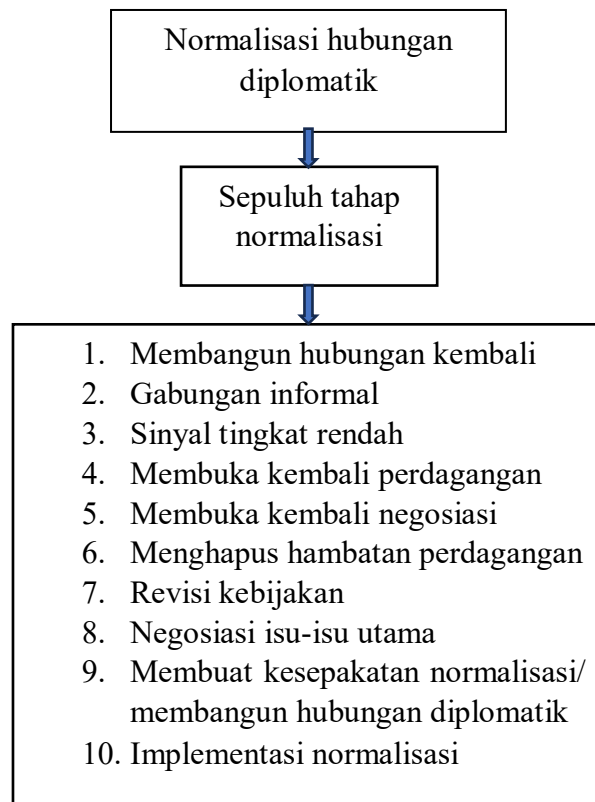 Normalisasi hubungan
diplomatik
Sepuluh tahap
normalisasi
1. Membangun hubungan kembali
2. Gabungan informal
3. Sinyal tingkat rendah
4. Membuka kembali perdagangan
5. Membuka kembali negosiasi
6. Menghapus hambatan perdagangan
7. Revisi kebijakan
8. Negosiasi isu-isu utama
9. Membuat kesepakatan normalisasi/
membangun hubungan diplomatik
10. Implementasi normalisasi